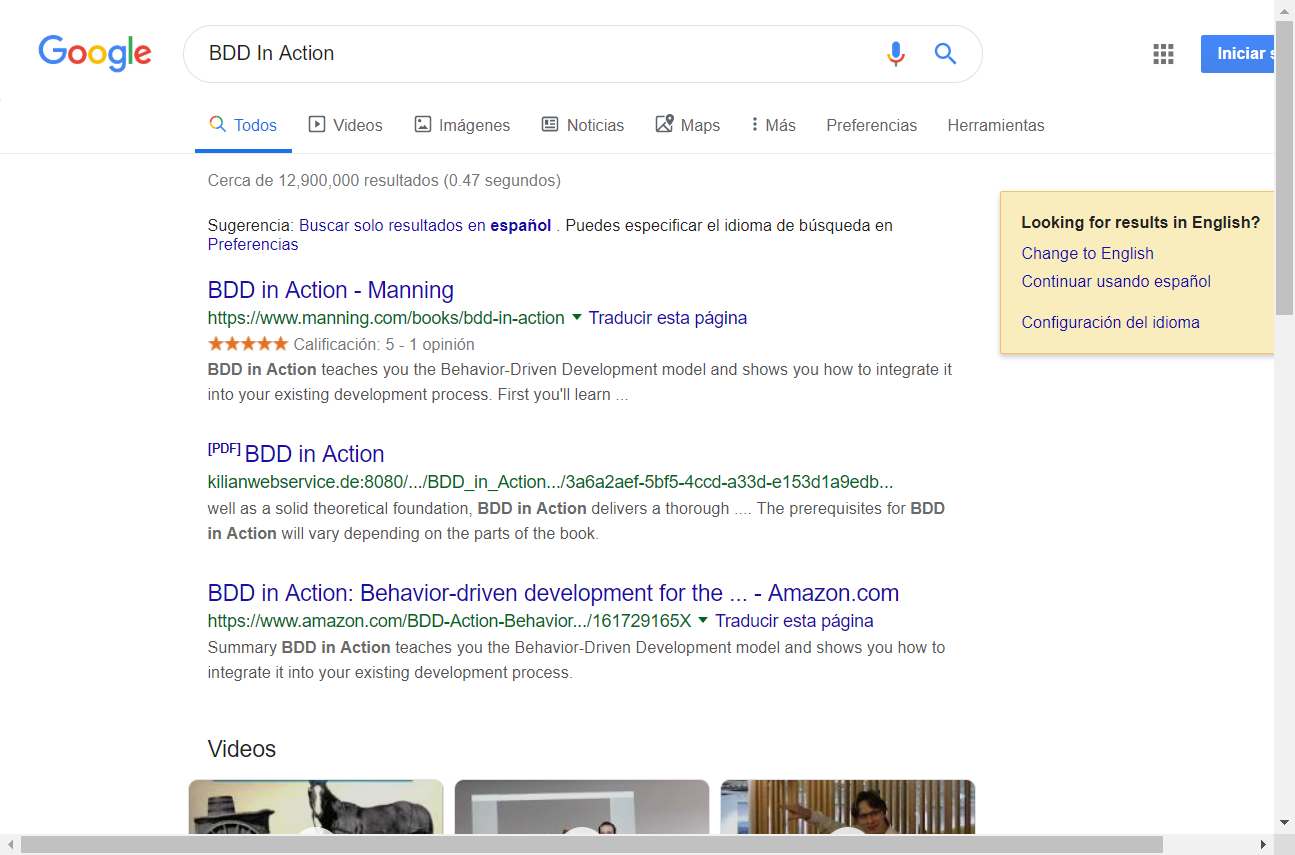 Google
BDD In Action
Iniciar s
Todos
Videos
Imágenes
Noticias
Maps
Más
Preferencias
Herramientas
Cerca de 12,900,000 resultados (0.47 segundos)
Sugerencia: Buscar solo resultados en español . Puedes especificar el idioma de búsqueda en
Preferencias
Looking for results in English?
Change to English
Continuar usando español
Configuración del idioma
BDD in Action - Manning
https://www.manning.com/books/bdd-in-action Traducir esta página
Calificación: 5 - 1 opinión
BDD in Action teaches you the Behavior-Driven Development model and shows you how to integrate it
into your existing development process. First you'll learn ...
[PDF] BDD in Action
kilianwebservice.de:8080/.../BDD_in_Action.../3a6a2aef-5bf5-4ccd-a33d-e153d1a9edb...
well as a solid theoretical foundation, BDD in Action delivers a thorough .... The prerequisites for BDD
in Action will vary depending on the parts of the book.
BDD in Action: Behavior-driven development for the ... - Amazon.com
https://www.amazon.com/BDD-Action-Behavior.../161729165X Traducir esta página
Summary BDD in Action teaches you the Behavior-Driven Development model and shows you how to
integrate it into your existing development process.
Videos